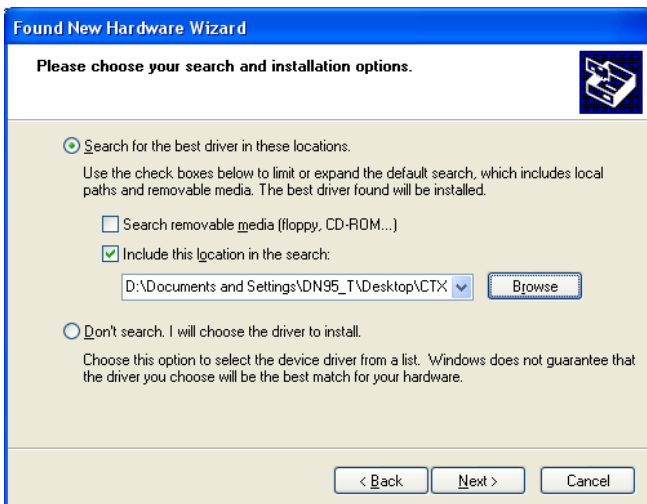 Found New Hardware Wizard
Please choose your search and installation options.
Search for the best driver in these locations.
Use the check boxes below to limit or expand the default search, which includes local
paths and removable media. The best driver found will be installed.
Search removable media (floppy, CD-ROM...)
Include this location in the search:
D:\Documents and Settings\DN95_T\Desktop\CTX
Browse
Don't search. I will choose the driver to install.
Choose this option to select the device driver from a list. Windows does not guarantee that
the driver you choose will be the best match for your hardware.
< Back Next > Cancel